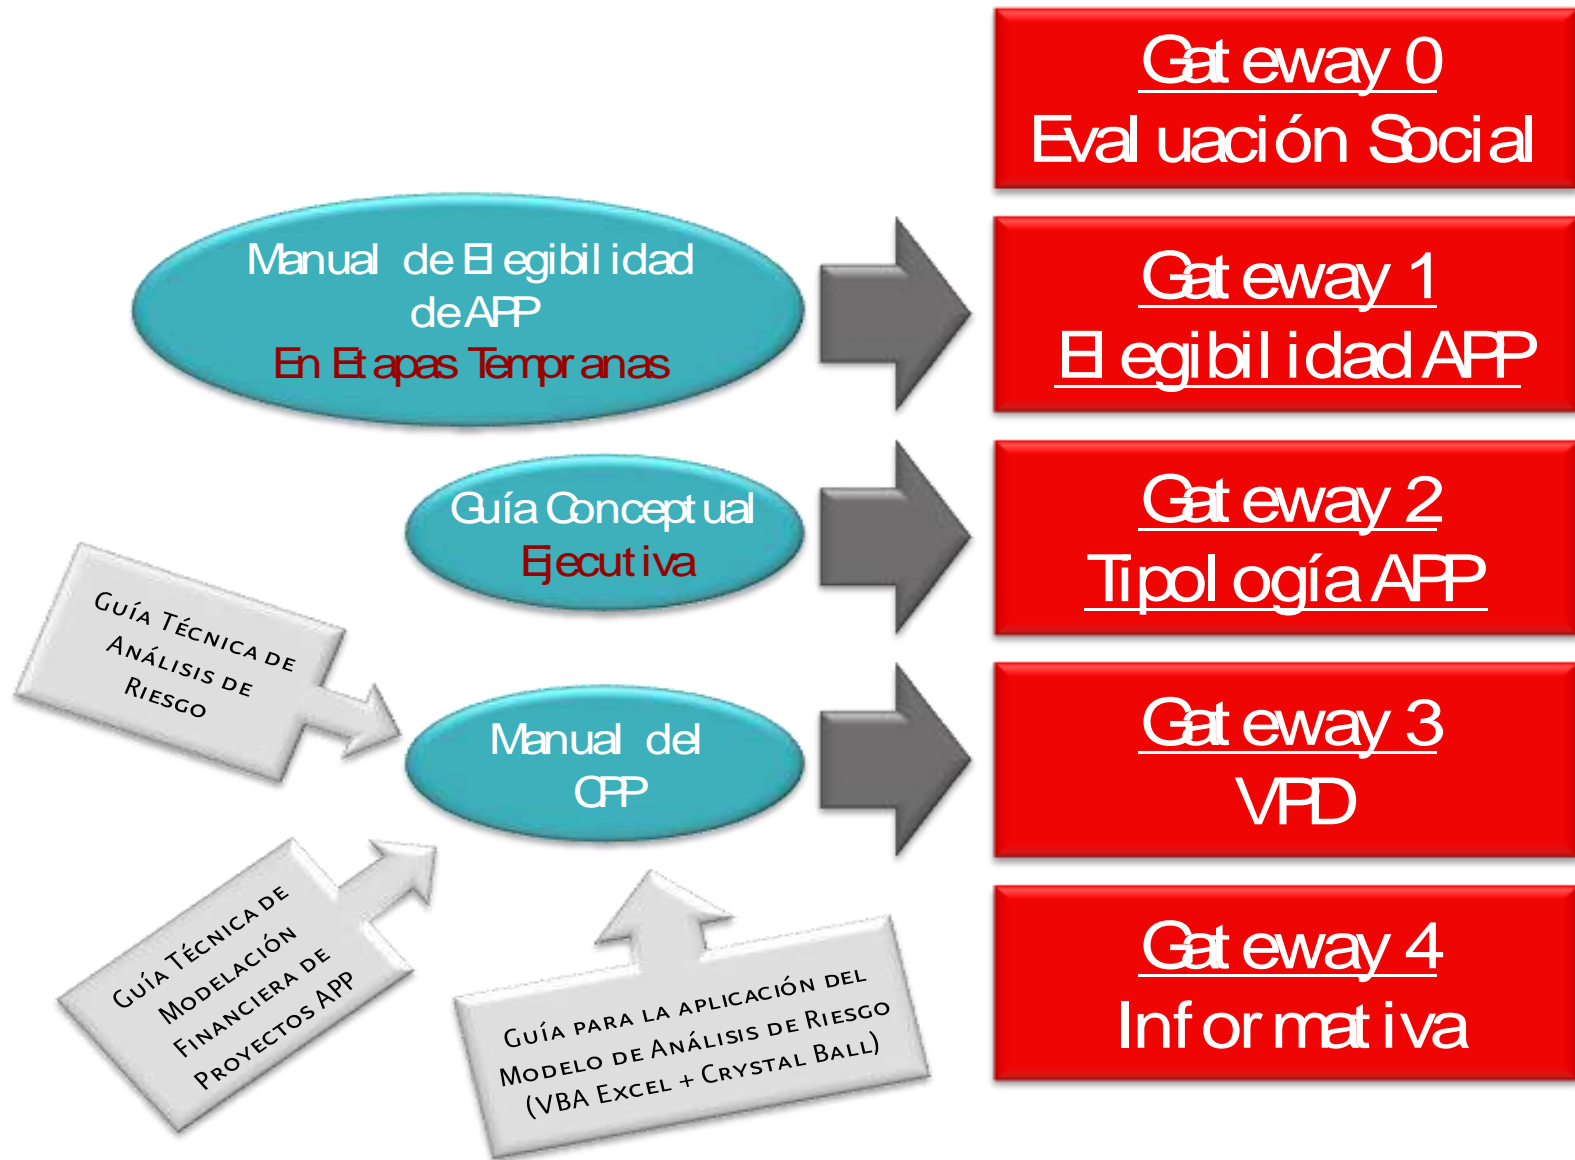 Gateway 0
Evaluación Social
Manual de Elegibilidad
de APP
En Etapas Tempranas
Gateway 1
Elegibilidad APP
Guía Conceptual
Ejecutiva
Gateway 2
Tipología APP
Guía Técnica de
Análisis de
Riesgo
Manual del
CPP
Gateway 3
VPD
Guía Técnica de
Modelación
Financiera de
Proyectos APP
Guía para la aplicación del
Modelo de Análisis de Riesgo
(VBA Excel + Crystal Ball)
Gateway 4
Informativa